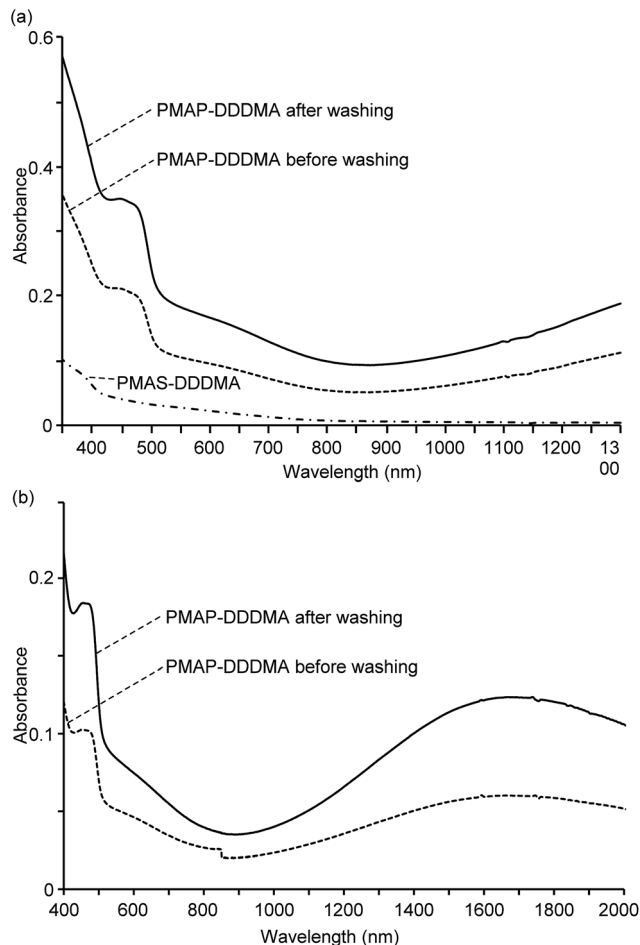 (a)
0.6
0.4
0.2
0
Absorbance
PMAP-DDDMA after washing
PMAP-DDDMA before washing
PMAS-DDDMA
400 500 600 700 800 900 1000 1100 1200 13
00
Wavelength (nm)
(b)
0.2
0.1
0
Absorbance
PMAP-DDDMA after washing
PMAP-DDDMA before washing
400 600 800 1000 1200 1400 1600 1800 2000
Wavelength (nm)